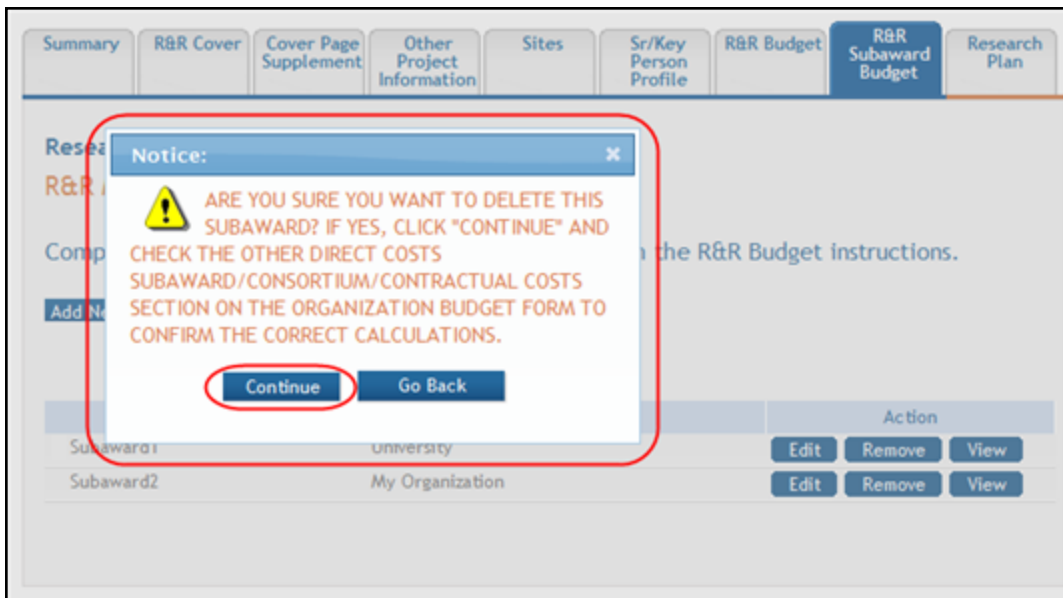 Summary
R&R Cover
Cover Page
Supplement
Other
Project
Information
Sites
Sr/Key
Person
Profile
R&R Budget
R&R
Subaward
Budget
Research
Plan
Notice:
ARE YOU SURE YOU WANT TO DELETE THIS
SUBAWARD? IF YES, CLICK "CONTINUE" AND
CHECK THE OTHER DIRECT COSTS
SUBAWARD/CONSORTIUM/CONTRACTUAL COSTS
SECTION ON THE ORGANIZATION BUDGET FORM TO
CONFIRM THE CORRECT CALCULATIONS.
Continue Go Back
R&R
the R&R Budget instructions.
Add
Action
Subaward1 University Edit Remove View
Subaward2 My Organization Edit Remove View